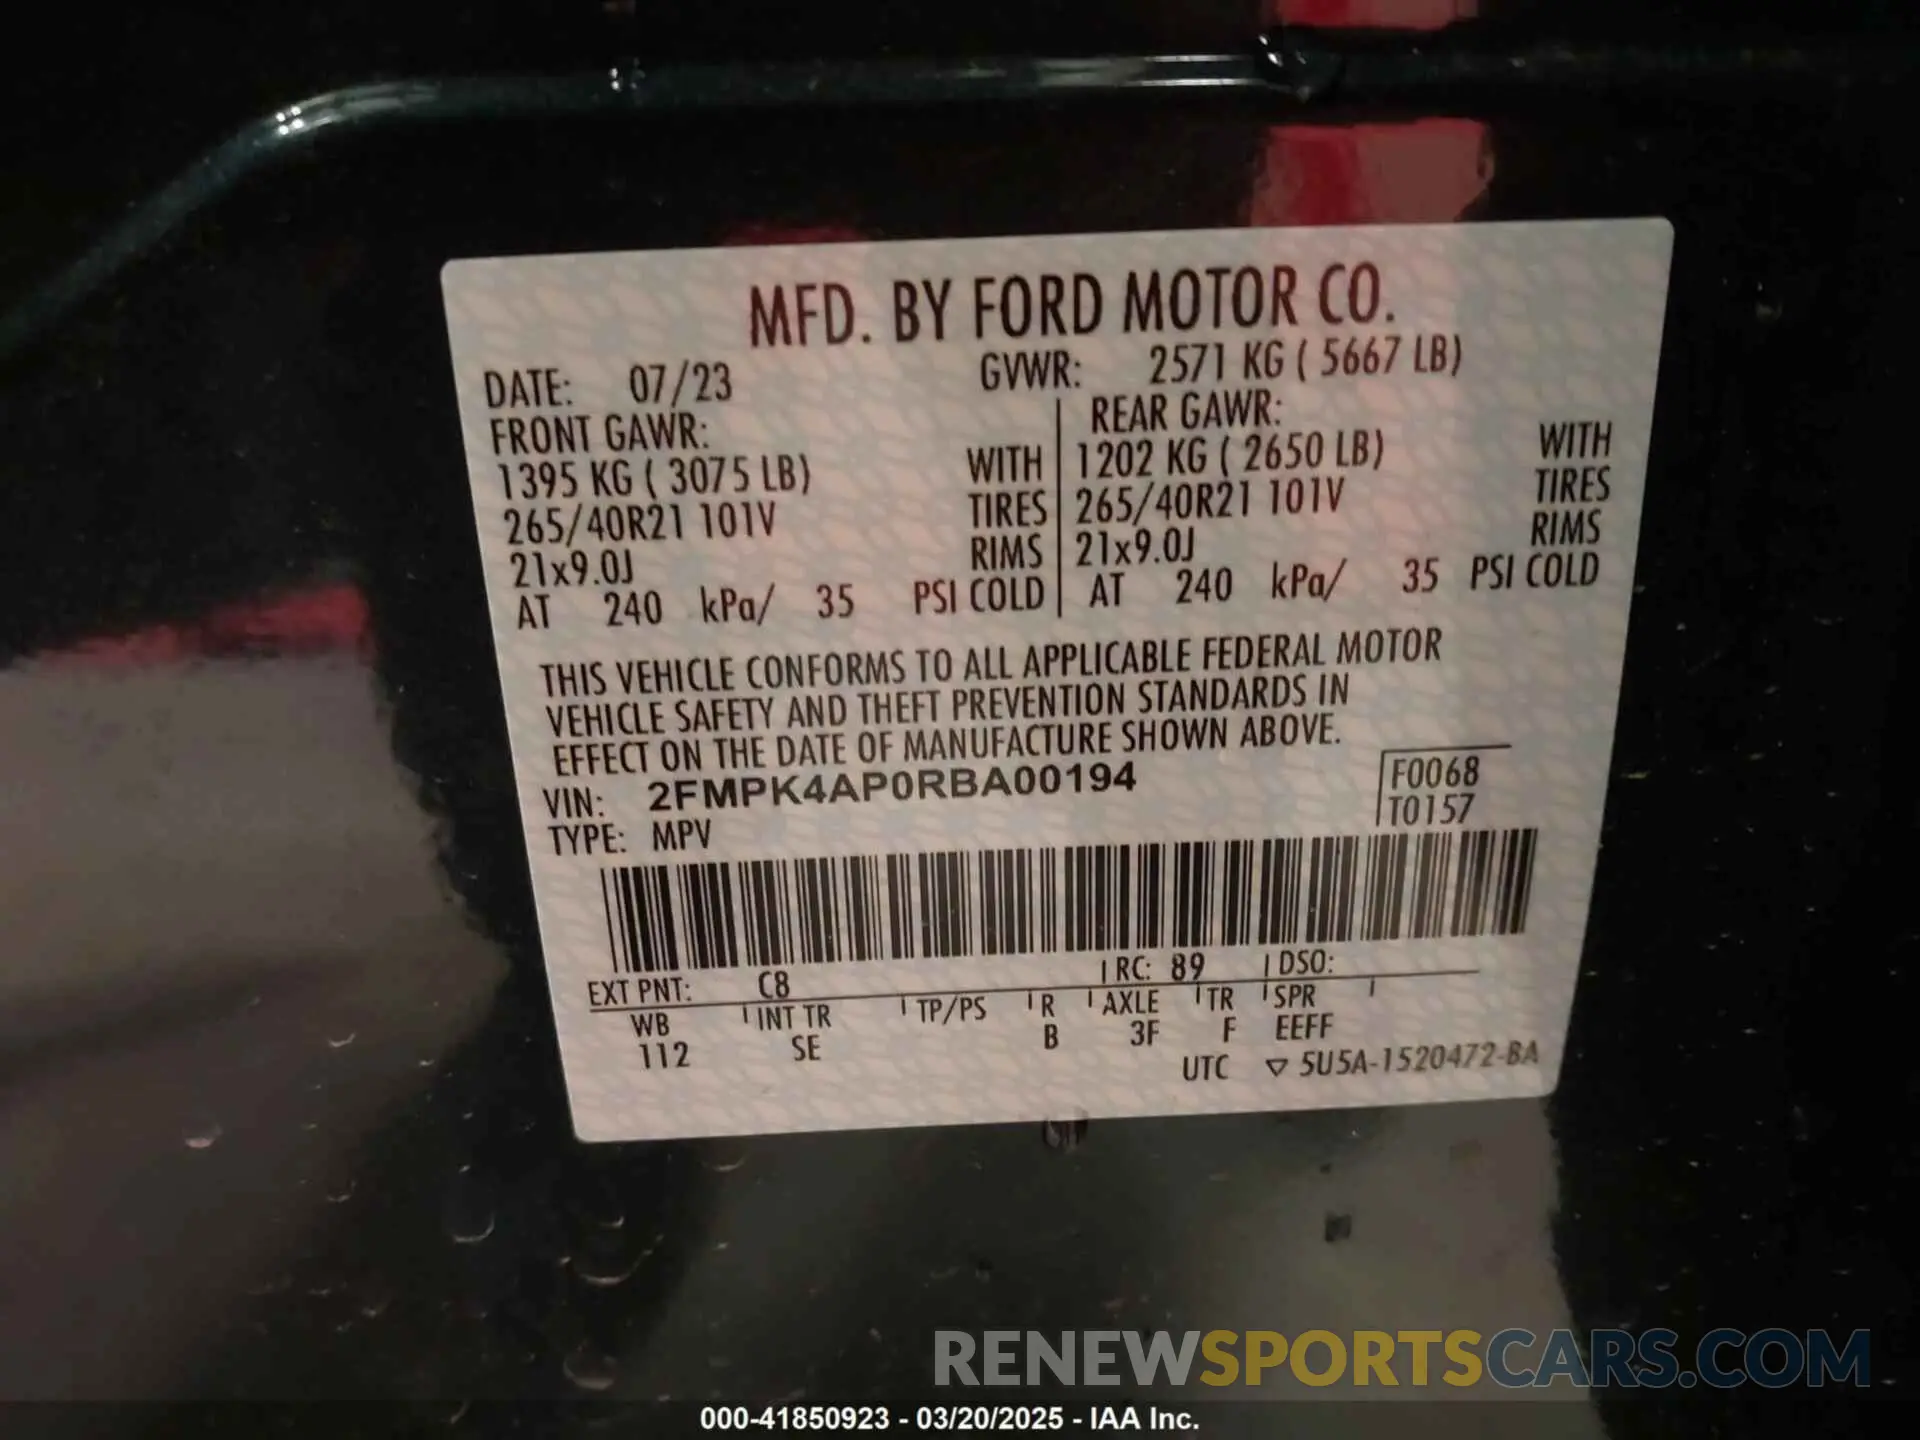 MFD. BY FORD MOTOR CO.
DATE: 07/23 GVWR: 2571 KG ( 5667 LB)
FRONT GAWR: REAR GAWR:
1395 KG ( 3075 LB) WITH 1202 KG ( 2650 LB) WITH
265/40R21 101V TIRES 265/40R21 101V TIRES
21x9.0J RIMS 21x9.0J RIMS
AT 240 kPa/ 35 PSI COLD AT 240 kPa/ 35 PSI COLD
THIS VEHICLE CONFORMS TO ALL APPLICABLE FEDERAL MOTOR
VEHICLE SAFETY AND THEFT PREVENTION STANDARDS IN
EFFECT ON THE DATE OF MANUFACTURE SHOWN ABOVE.
VIN: 2FMPK4AP0RBA00194 F0068
TYPE: MPV T0157
EXT PNT: C8 RC: 89 DSO:
WB INT TR TP/PS R AXLE TR SPR
112 SE B 3F F EEFF
UTC ▽ 5U5A-1520472-BA
RENEWSPORTSCARS.COM
000-41850923 - 03/20/2025 - IAA Inc.